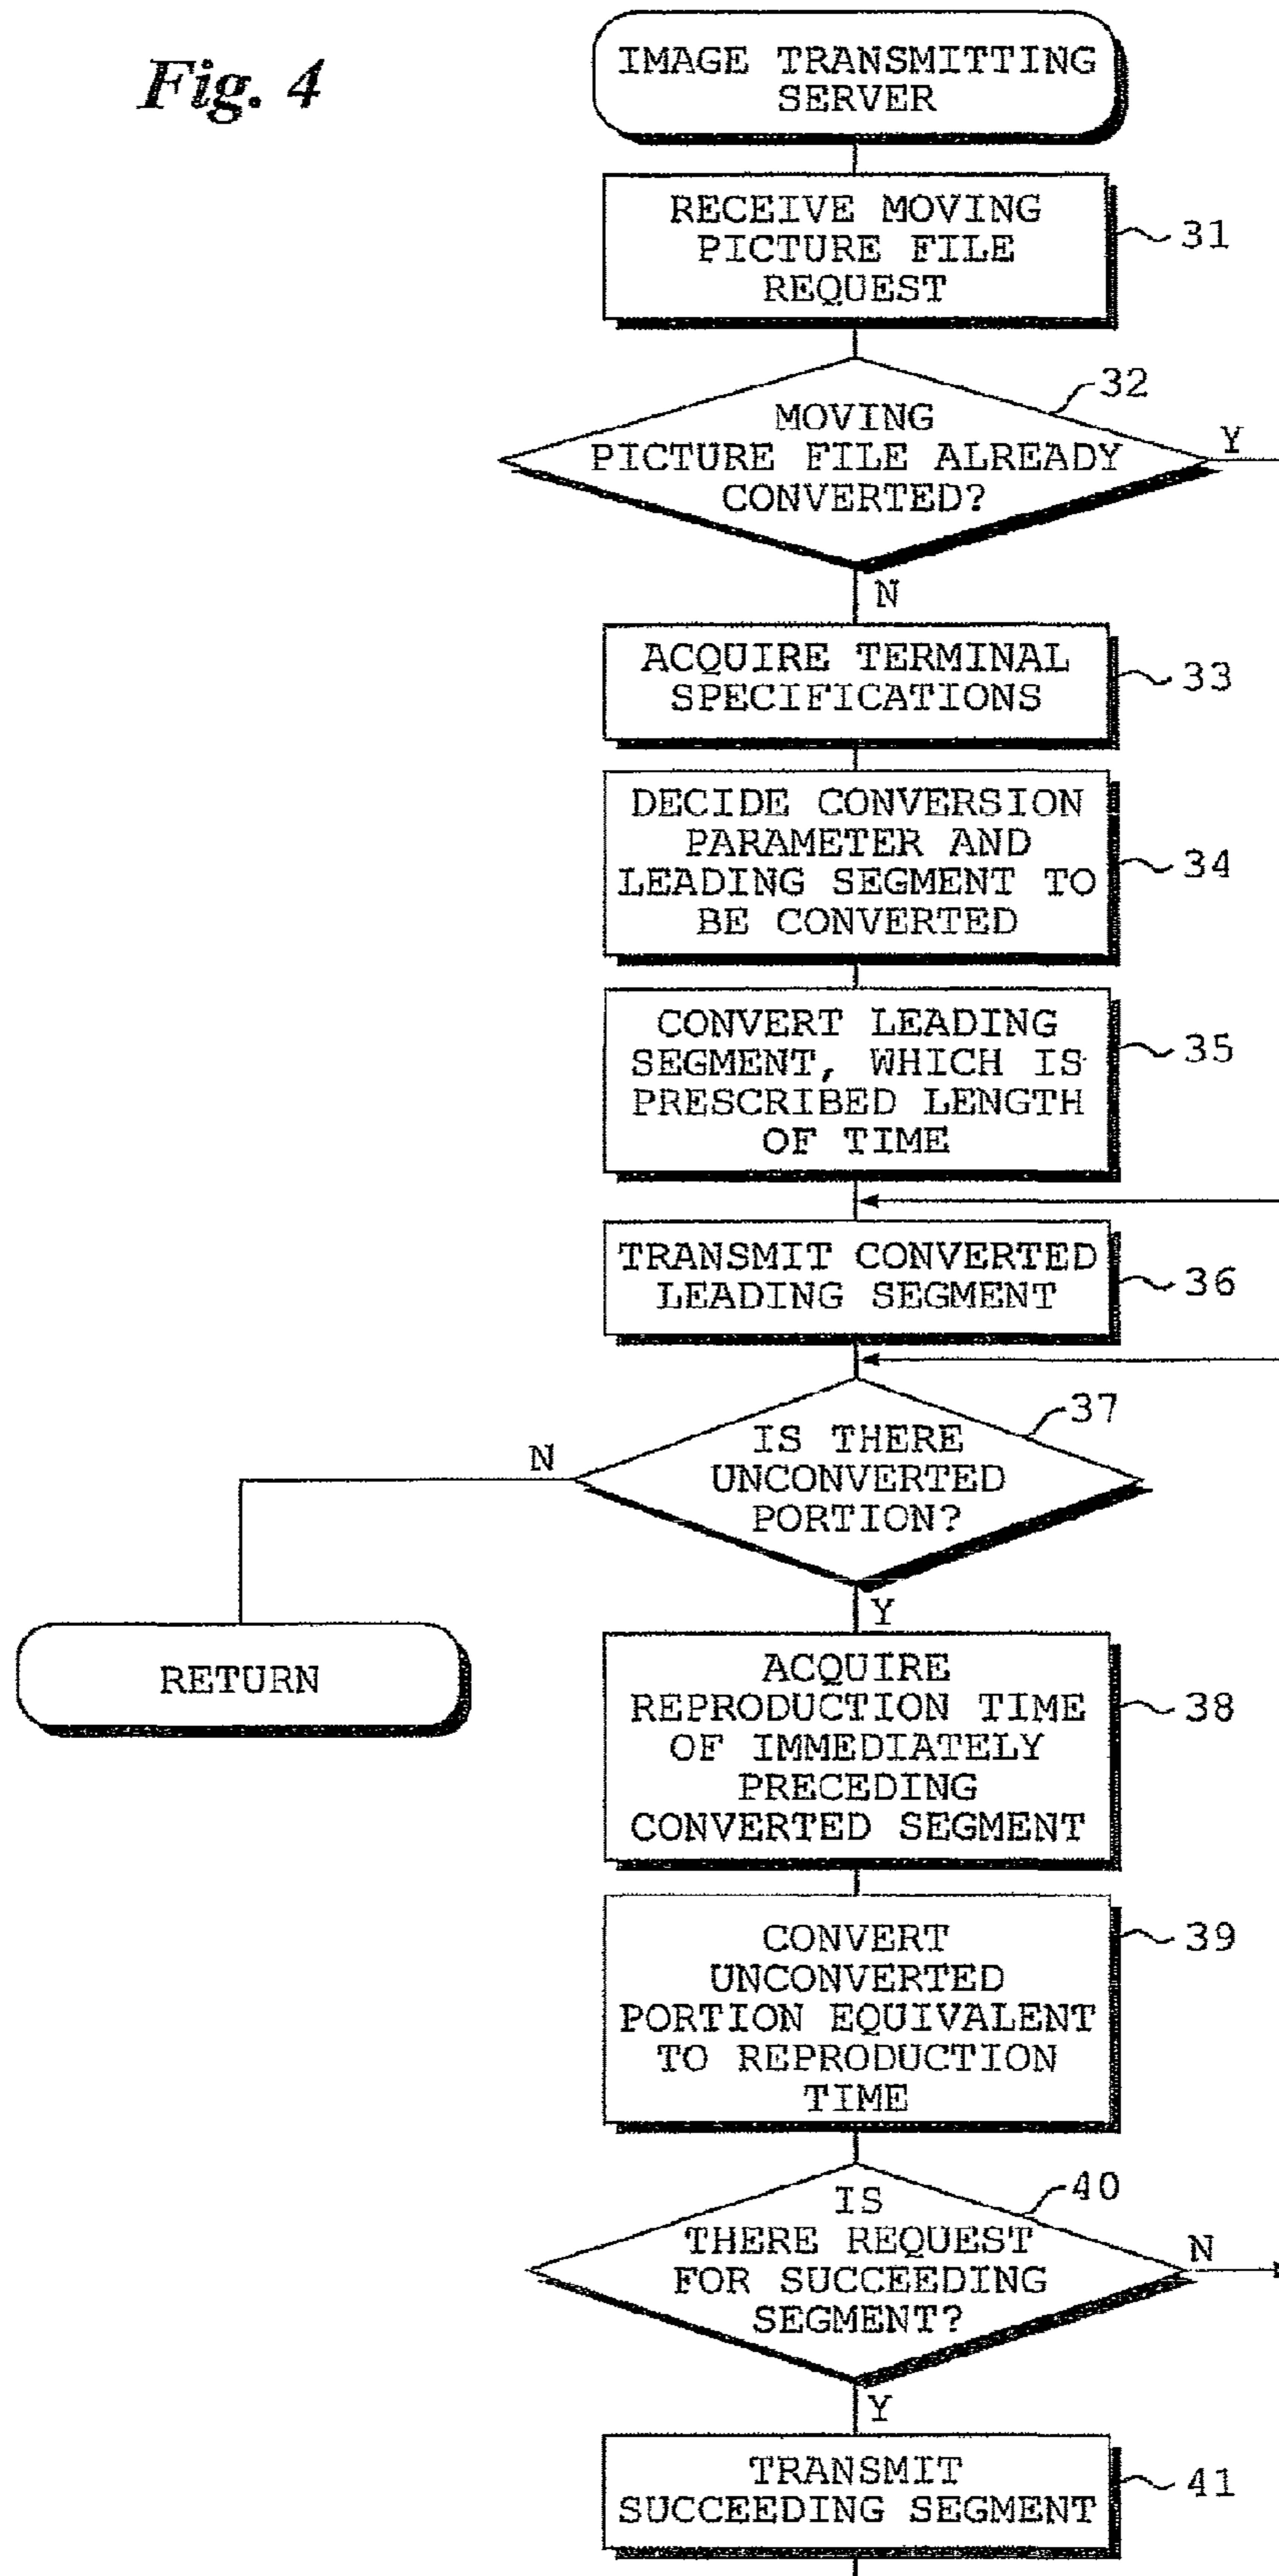 Fig. 4
IMAGE TRANSMITTING
SERVER
RECEIVE MOVING
PICTURE FILE
REQUEST
31
32
MOVING
PICTURE FILE ALREADY
CONVERTED?
Y
N
ACQUIRE TERMINAL
SPECIFICATIONS
33
DECIDE CONVERSION
PARAMETER AND
LEADING SEGMENT TO
BE CONVERTED
34
CONVERT LEADING
SEGMENT, WHICH IS
PRESCRIBED LENGTH
OF TIME
35
TRANSMIT CONVERTED
LEADING SEGMENT
36
37
IS THERE
UNCONVERTED
PORTION?
N
Y
RETURN
ACQUIRE
REPRODUCTION TIME
OF IMMEDIATELY
PRECEDING
CONVERTED SEGMENT
38
CONVERT
UNCONVERTED
PORTION EQUIVALENT
TO REPRODUCTION
TIME
39
40
IS
THERE REQUEST
FOR SUCCEEDING
SEGMENT?
N
Y
TRANSMIT
SUCCEEDING SEGMENT
41